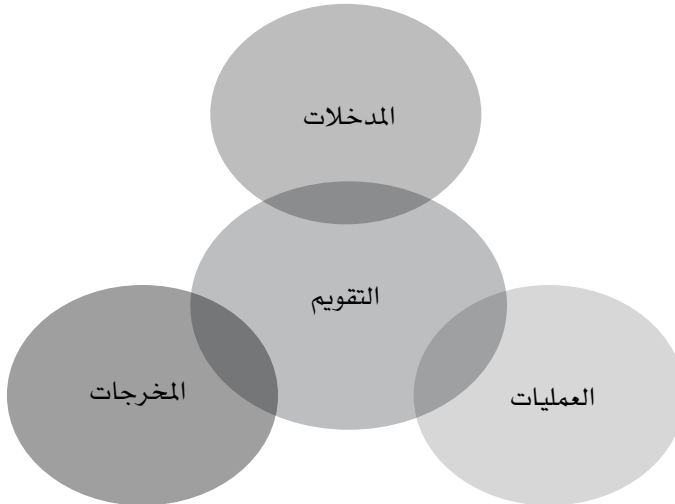 المدخلات
التقويم
العمليات
المخرجات